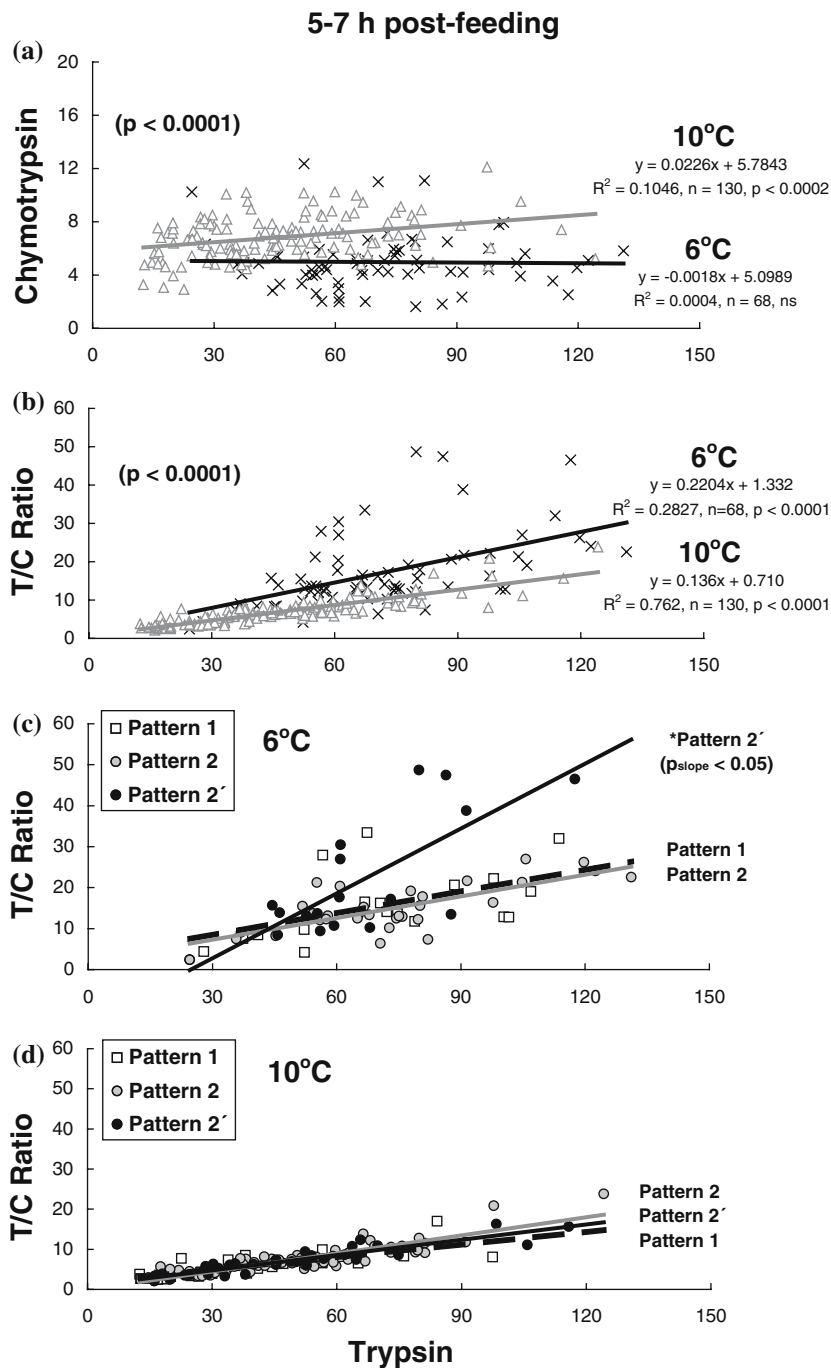 5-7 h post-feeding
(a)
20
16
12
8
4
0
Chymotrypsin
(p < 0.0001)
10°C
y = 0.0226x + 5.7843
R² = 0.1046, n = 130, p < 0.0002
6°C
y = -0.0018x + 5.0989
R² = 0.0004, n = 68, ns
0 30 60 90 120 150
(b)
60
50
40
30
20
10
0
T/C Ratio
(p < 0.0001)
6°C
y = 0.2204x + 1.332
R² = 0.2827, n=68, p < 0.0001
10°C
y = 0.136x + 0.710
R² = 0.762, n = 130, p < 0.0001
0 30 60 90 120 150
(c)
60
50
40
30
20
10
0
T/C Ratio
Pattern 1
Pattern 2
Pattern 2´
6°C
*Pattern 2´
(pslope < 0.05)
Pattern 1
Pattern 2
0 30 60 90 120 150
(d)
60
50
40
30
20
10
0
T/C Ratio
Pattern 1
Pattern 2
Pattern 2´
10°C
Pattern 2
Pattern 2´
Pattern 1
0 30 60 90 120 150
Trypsin